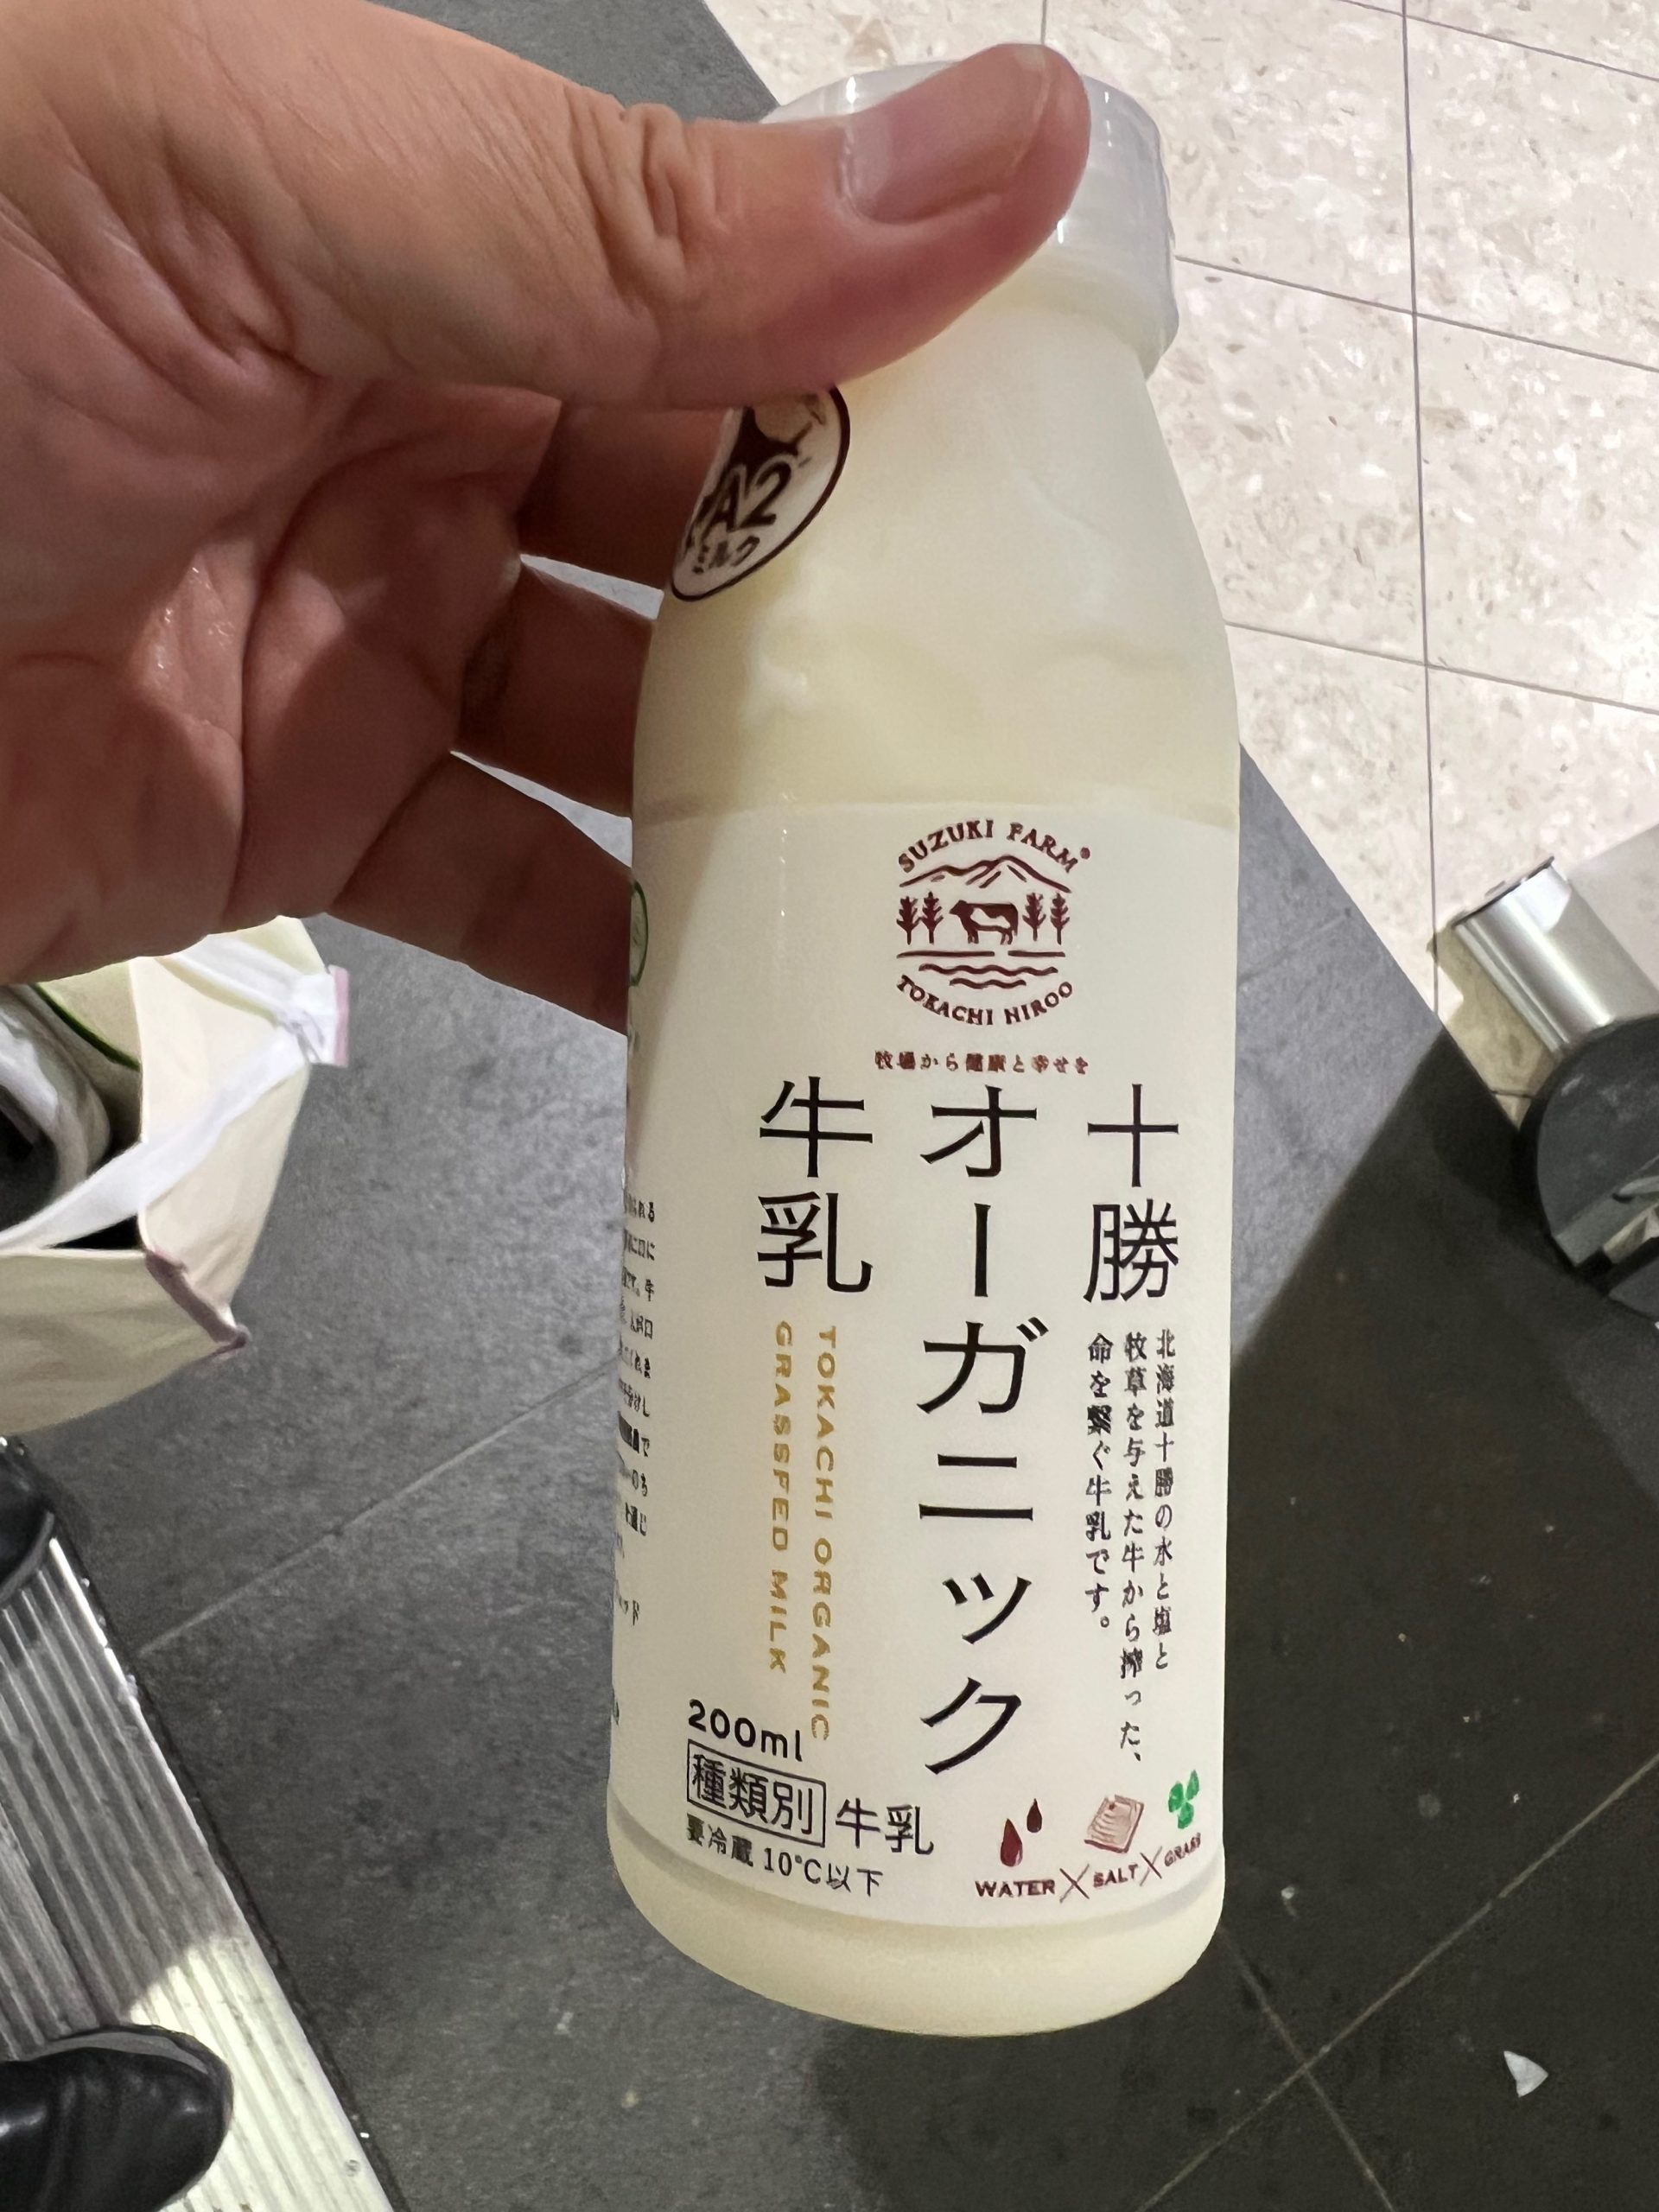 A2
ミルク
SUZUKI FARM®
TOKACHI HIROO
牧場から健康と幸せを
十勝
オーガニック
牛乳
北海道十勝の水と塩と
牧草を与えた牛から搾った、
命を繋ぐ牛乳です。
TOKACHI ORGANIC
GRASSFED MILK
200ml
種類別 牛乳
要冷蔵 10°C以下
WATER X SALT X GRASS